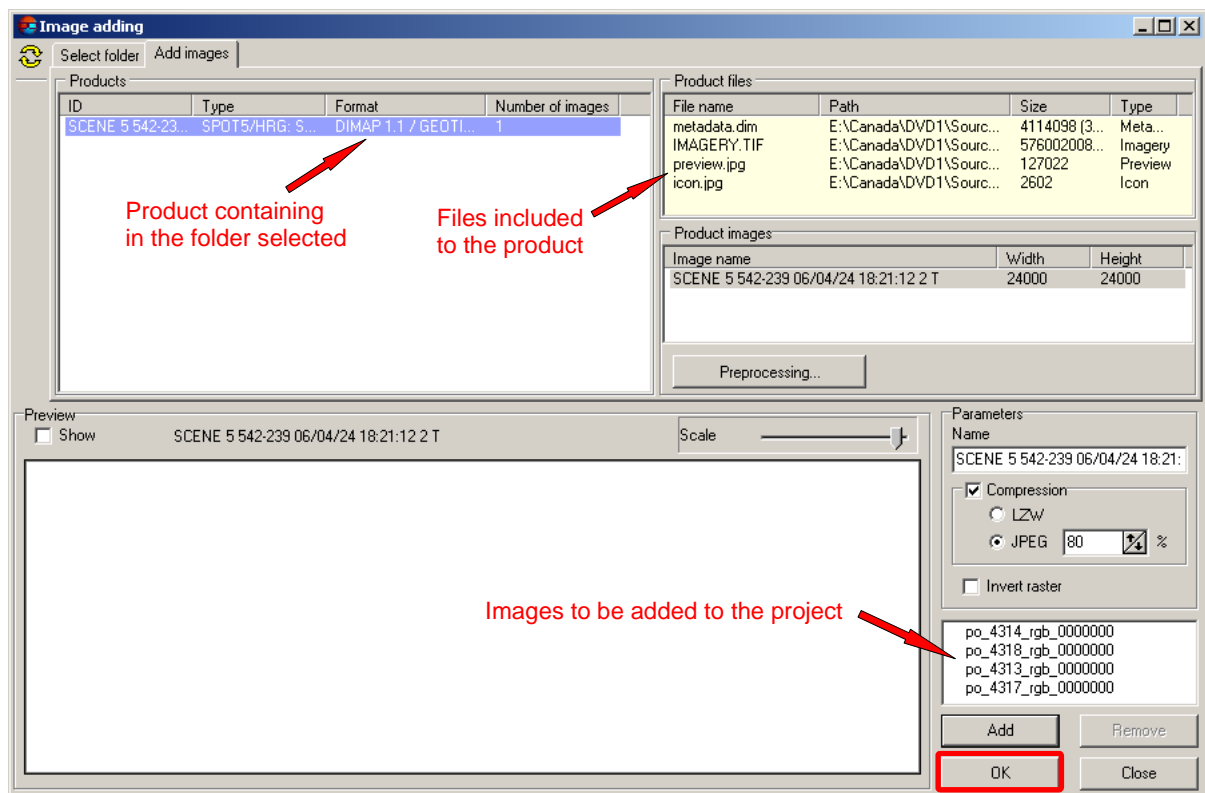 Image adding
Select folder Add images
Products
ID Type Format Number of images
SCENE 5 542-23... SPOT5/HRG: S... DIMAP 1.1 / GEOTI... 1
Product containing
in the folder selected
Product files
File name Path Size Type
metadata.dim E:\Canada\DVD1\Sourc... 4114098 (3... Meta...
IMAGERY.TIF E:\Canada\DVD1\Sourc... 576002008... Imagery
preview.jpg E:\Canada\DVD1\Sourc... 127022 Preview
icon.jpg E:\Canada\DVD1\Sourc... 2602 Icon
Files included
to the product
Product images
Image name Width Height
SCENE 5 542-239 06/04/24 18:21:12 2 T 24000 24000
Preprocessing...
Preview
Show SCENE 5 542-239 06/04/24 18:21:12 2 T Scale
Parameters
Name
SCENE 5 542-239 06/04/24 18:21:
Compression
LZW
JPEG 80 %
Invert raster
Images to be added to the project
po_4314_rgb_0000000
po_4318_rgb_0000000
po_4313_rgb_0000000
po_4317_rgb_0000000
Add Remove
OK Close